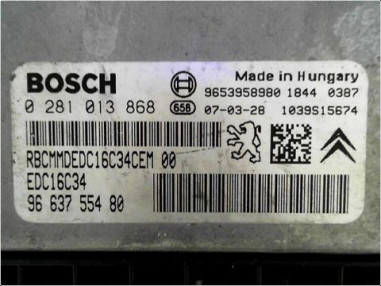 BOSCH
Made in Hungary
9653958980 1844 0387
0 281 013 868 656 07-03-28 1039S15674
RBCMMDEDC16C34CEM 00
EDC16C34
96 637 554 80